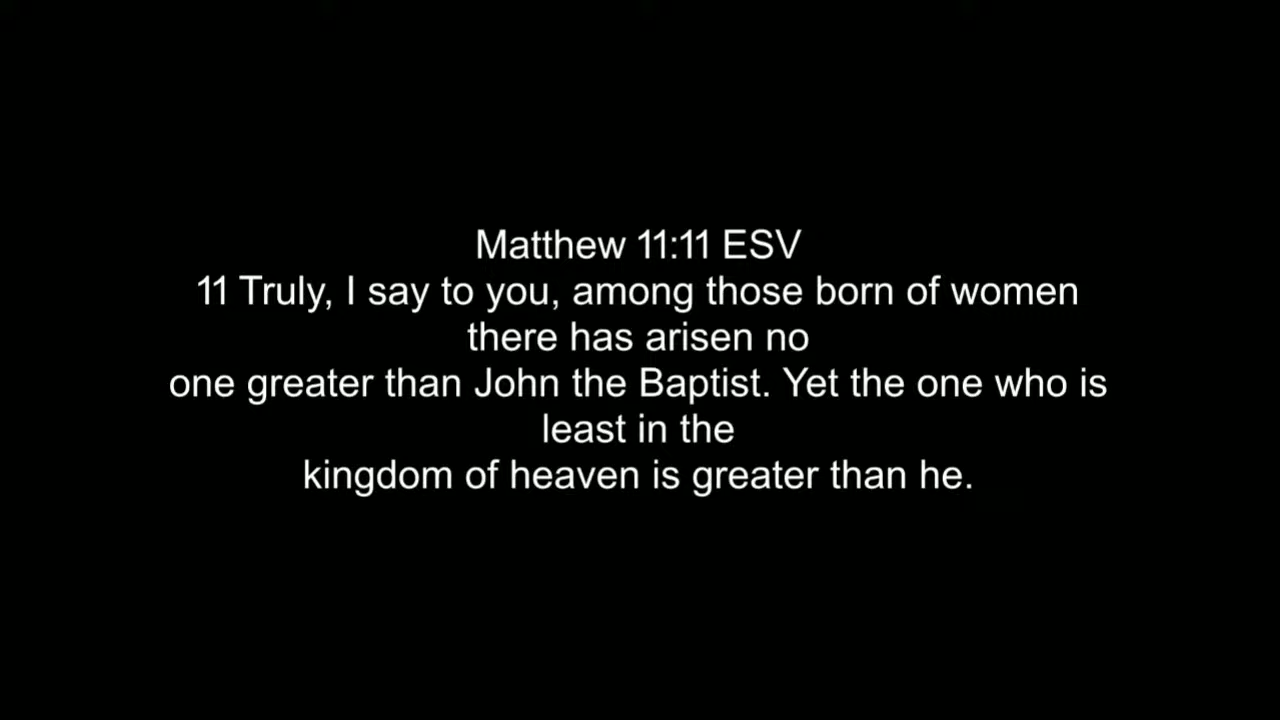 Matthew 11:11 ESV
11 Truly, I say to you, among those born of women
there has arisen no
one greater than John the Baptist. Yet the one who is
least in the
kingdom of heaven is greater than he.